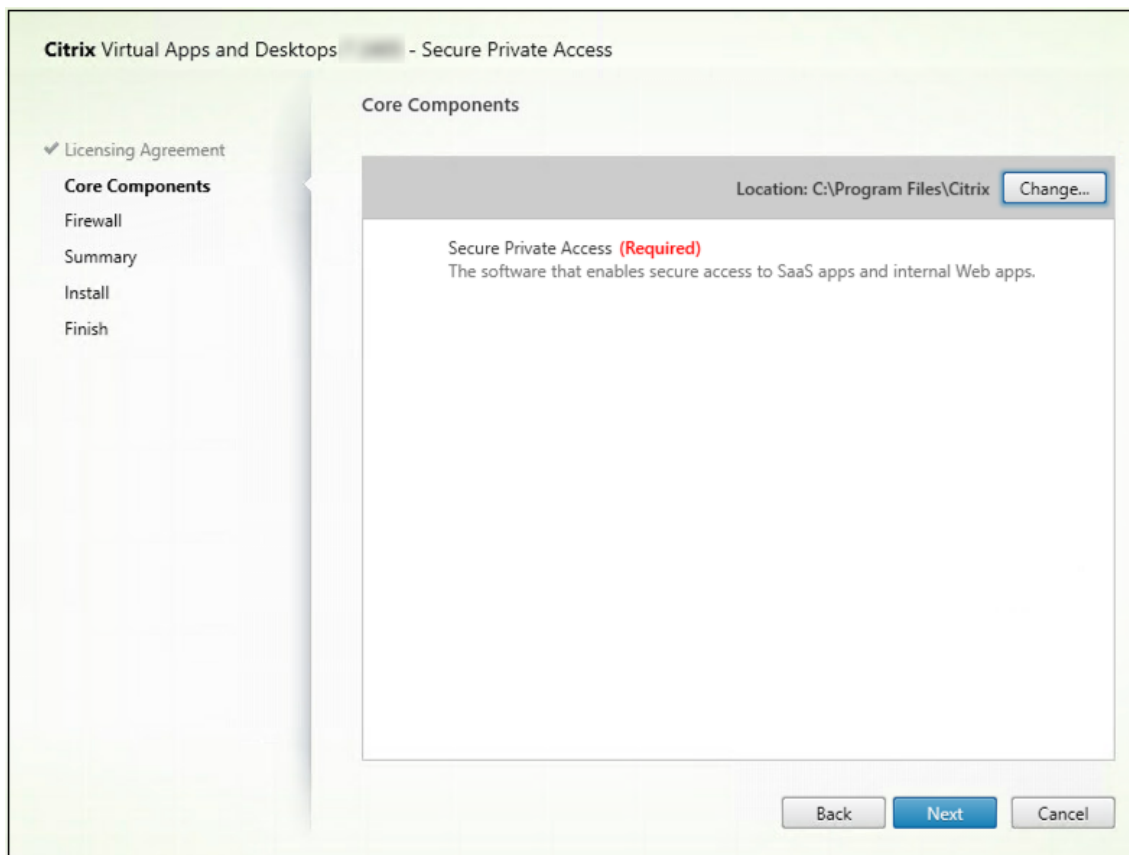 Citrix Virtual Apps and Desktops - Secure Private Access
Core Components
Licensing Agreement
Core Components
Firewall
Summary
Install
Finish
Location: C:\Program Files\Citrix
Change...
Secure Private Access (Required)
The software that enables secure access to SaaS apps and internal Web apps.
Back
Next
Cancel